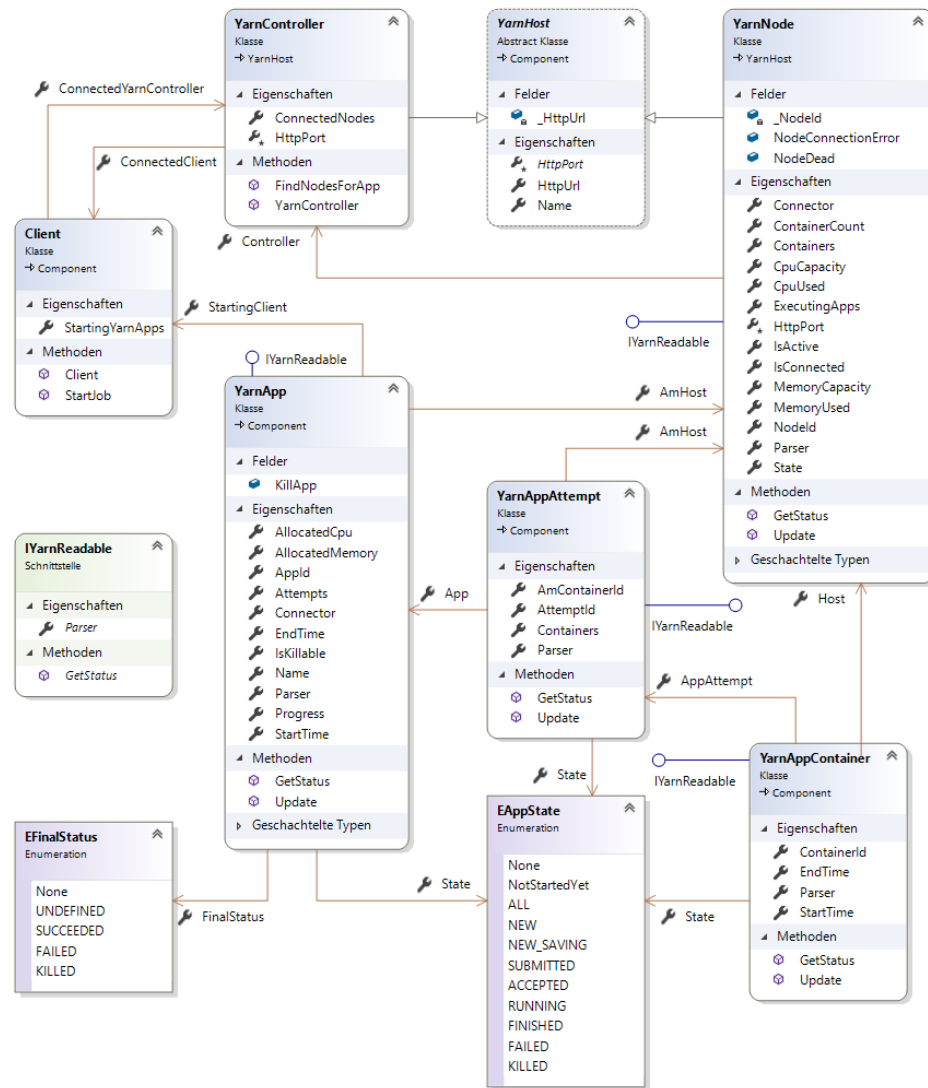 YarnController
Klasse
YarnHost
Eigenschaften
ConnectedNodes
HttpPort
Methoden
FindNodesForApp
YarnController
YarnHost
Abstract Klasse
Component
Felder
_HttpUrl
Eigenschaften
HttpPort
HttpUrl
Name
YarnNode
Klasse
YarnHost
Felder
_NodeId
NodeConnectionError
NodeDead
Eigenschaften
Connector
ContainerCount
Containers
CpuCapacity
CpuUsed
ExecutingApps
HttpPort
IsActive
IsConnected
MemoryCapacity
MemoryUsed
NodeId
Parser
State
Methoden
GetStatus
Update
Geschachtelte Typen
ConnectedYarnController
ConnectedClient
Controller
StartingClient
IYarnReadable
IYarnReadable
Client
Klasse
Component
Eigenschaften
StartingYarnApps
Methoden
Client
StartJob
YarnApp
Klasse
Component
Felder
KillApp
Eigenschaften
AllocatedCpu
AllocatedMemory
AppId
Attempts
Connector
EndTime
IsKillable
Name
Parser
Progress
StartTime
Methoden
GetStatus
Update
Geschachtelte Typen
AmHost
AmHost
YarnAppAttempt
Klasse
Component
Eigenschaften
AmContainerId
AttemptId
Containers
Parser
Methoden
GetStatus
Update
App
IYarnReadable
Host
AppAttempt
IYarnReadable
IYarnReadable
Schnittstelle
Eigenschaften
Parser
Methoden
GetStatus
YarnAppContainer
Klasse
Component
Eigenschaften
ContainerId
EndTime
Parser
StartTime
Methoden
GetStatus
Update
State
State
State
FinalStatus
EFinalStatus
Enumeration
None
UNDEFINED
SUCCEEDED
FAILED
KILLED
EAppState
Enumeration
None
NotStartedYet
ALL
NEW
NEW_SAVING
SUBMITTED
ACCEPTED
RUNNING
FINISHED
FAILED
KILLED